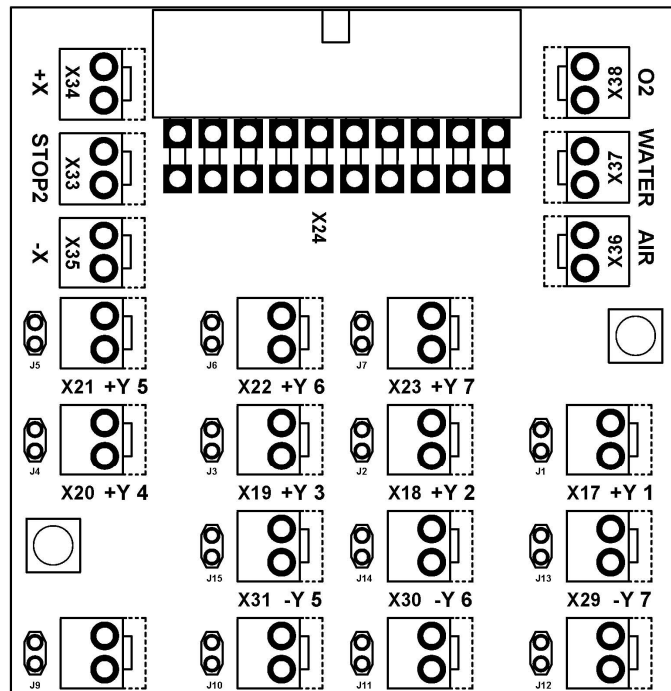 +X X34 X38 O2
STOP2 X33 X37 WATER
X24
-X X35 X36 AIR
J5 J6 J7
X21 +Y 5 X22 +Y 6 X23 +Y 7
J4 J3 J2 J1
X20 +Y 4 X19 +Y 3 X18 +Y 2 X17 +Y 1
J15 J14 J13
X31 -Y 5 X30 -Y 6 X29 -Y 7
J9 J10 J11 J12